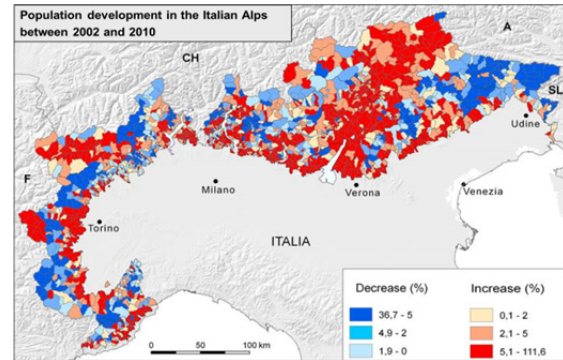 Population development in the Italian Alps
between 2002 and 2010
A
CH
SL
Udine
F
Milano
Verona
Venezia
Torino
ITALIA
Decrease (%)
Increase (%)
36,7 - 5
0,1 - 2
4,9 - 2
2,1 - 5
1,9 - 0
5,1 - 111,6
0
50
100 km